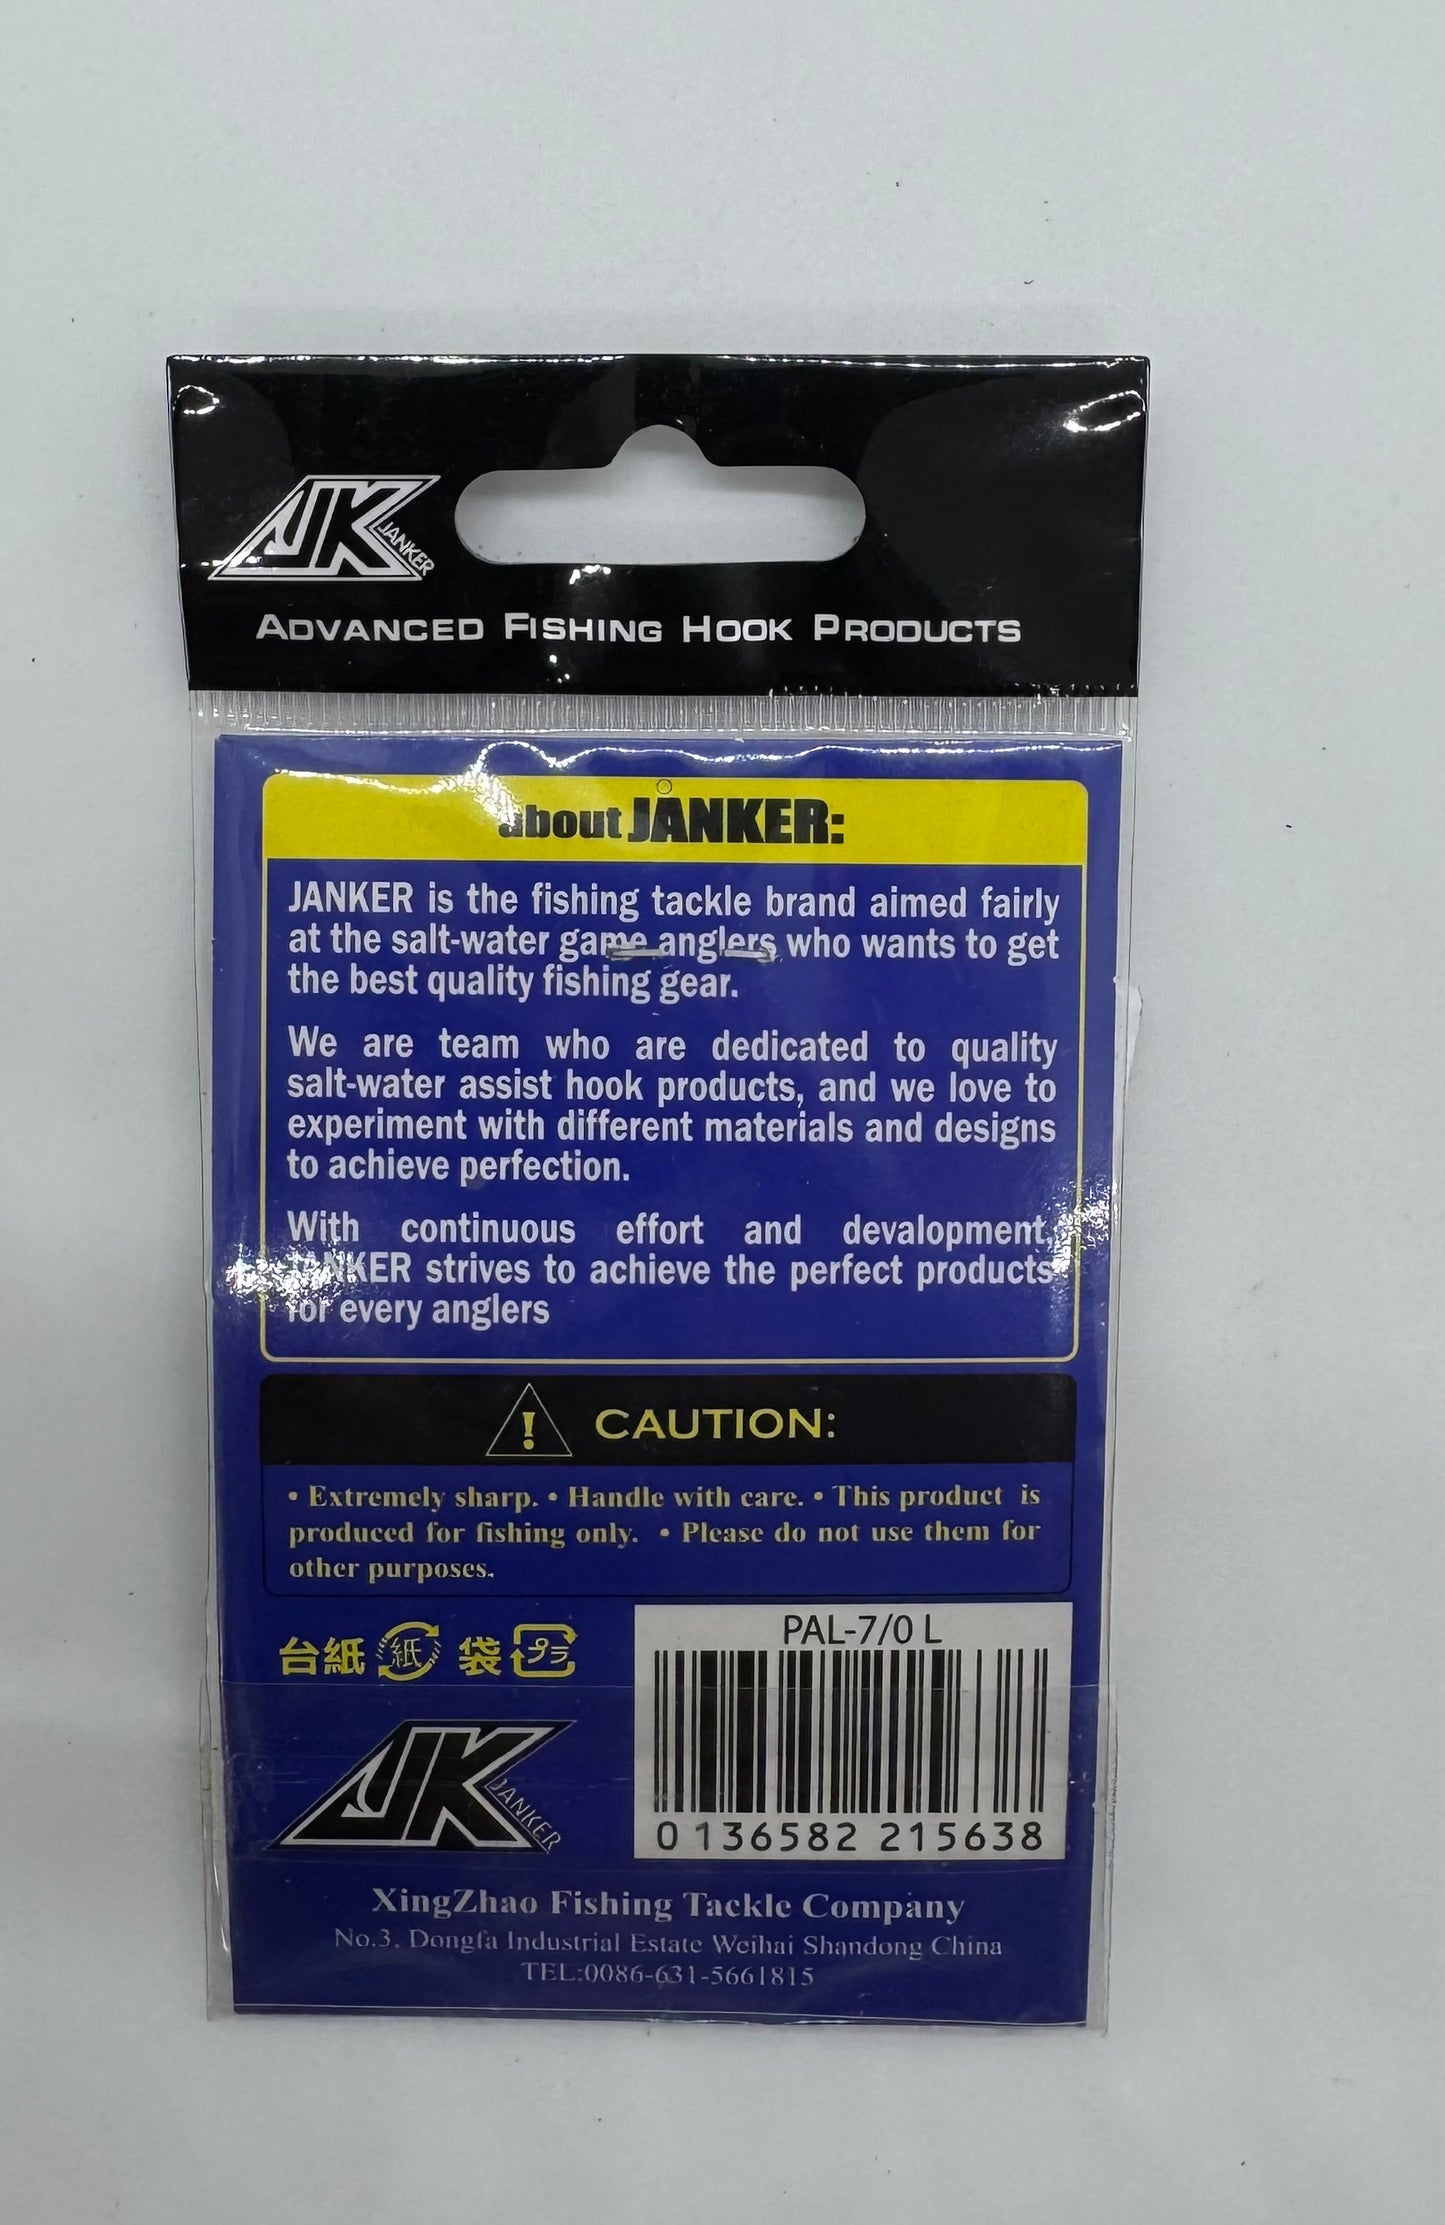 JK JANKER
ADVANCED FISHING HOOK PRODUCTS
about JANKER:
JANKER is the fishing tackle brand aimed fairly
at the salt-water game anglers who wants to get
the best quality fishing gear.
We are team who are dedicated to quality
salt-water assist hook products, and we love to
experiment with different materials and designs
to achieve perfection.
With continuous effort and devalopment,
JANKER strives to achieve the perfect products
for every anglers
! CAUTION:
• Extremely sharp. • Handle with care. • This product is
produced for fishing only. • Please do not use them for
other purposes.
台紙 紙 袋 プラ
PAL-7/0 L
0 136582 215638
JK JANKER
XingZhao Fishing Tackle Company
No.3. Dongfa Industrial Estate Weihai Shandong China
TEL:0086-631-5661815